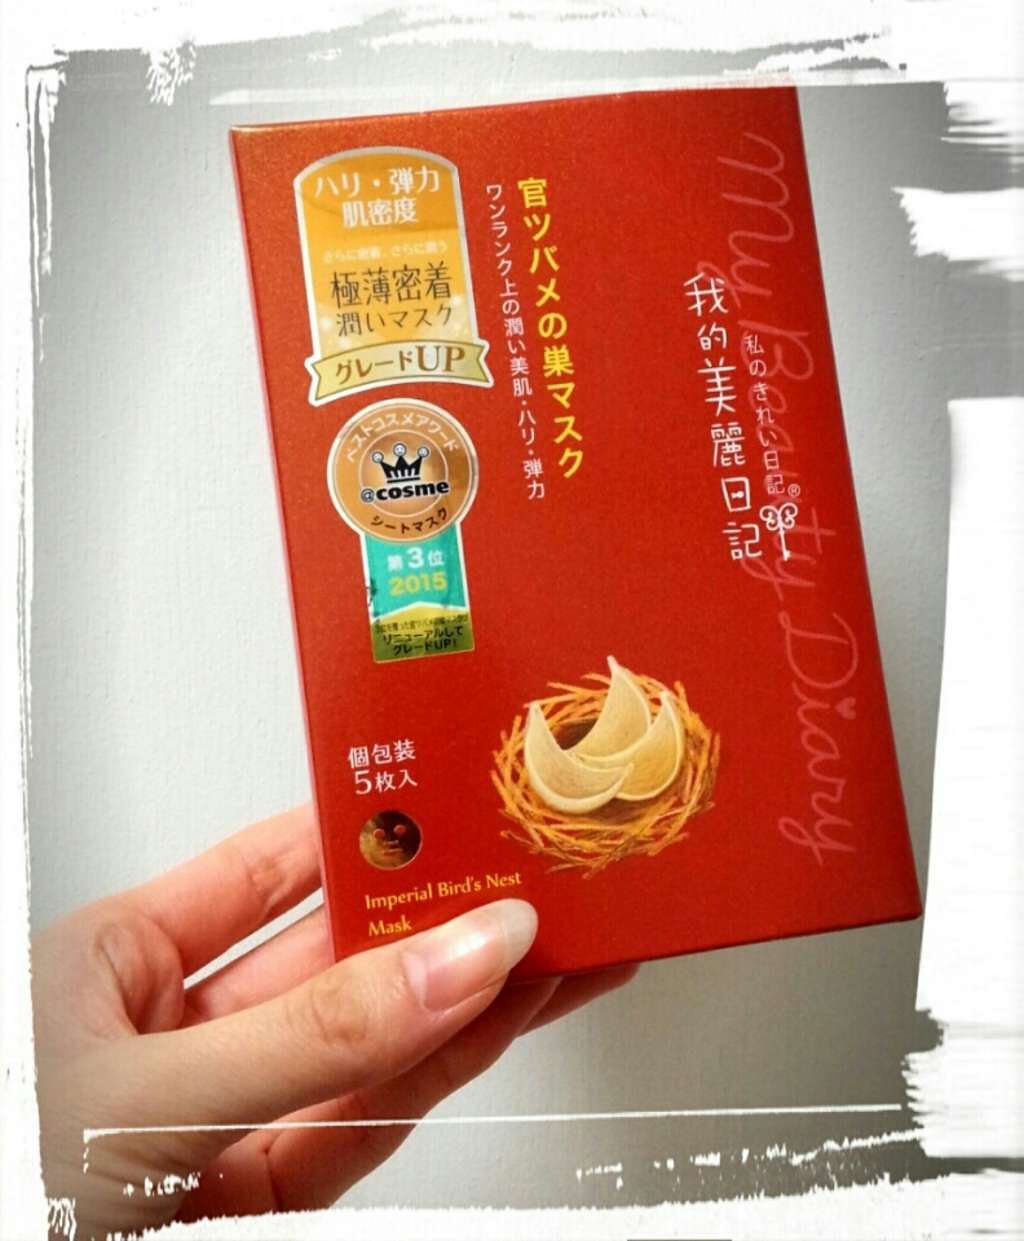 ハリ・弾力
肌密度
さらに密着、さらに潤う
極薄密着
潤いマスク
グレードUP
ベストコスメアワード
@cosme
シートマスク
第3位
2015
リニューアルして
グレードUP!
官ツバメの巣マスク
ワンランク上の潤い美肌・ハリ・弾力
My Beauty Diary
私のきれい日記®
我的美麗日記
個包装
5枚入
Imperial Bird's Nest
Mask